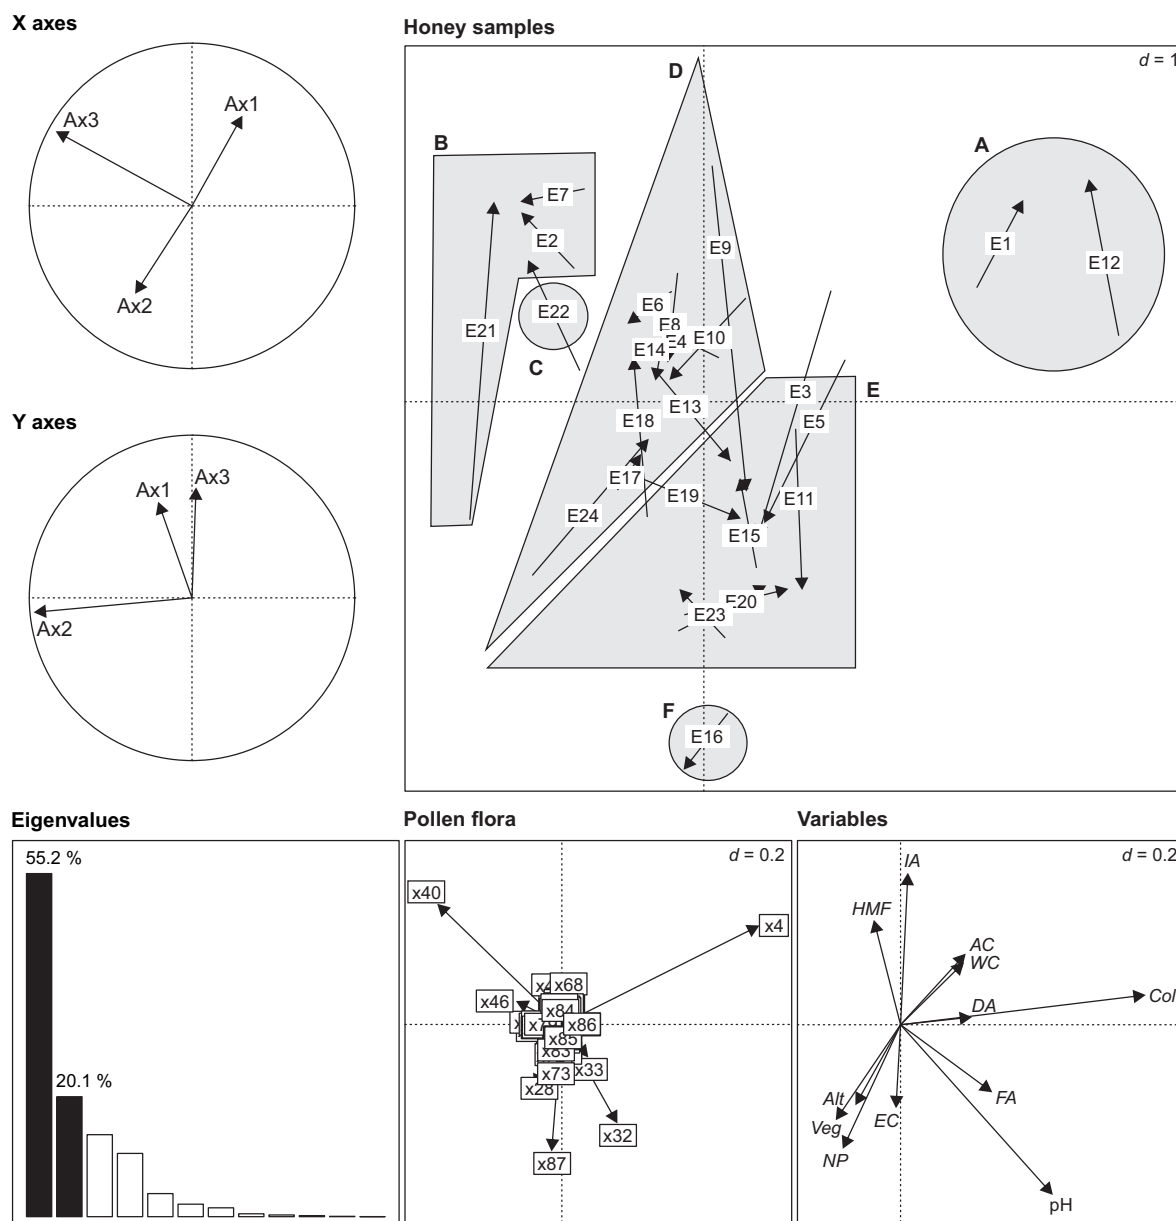 X axes
Ax3
Ax1
Ax2
Y axes
Ax1
Ax3
Ax2
Honey samples
d = 1
D
B
A
E7
E2
E9
E1
E12
E6
E22
E8
E21
E14
E4
E10
C
E3
E
E13
E18
E5
E17
E19
E11
E24
E15
E20
E23
F
E16
Eigenvalues
55.2 %
20.1 %
Pollen flora
d = 0.2
x40
x4
x68
x46
x84
x86
x85
x83
x33
x73
x28
x32
x87
Variables
d = 0.2
IA
HMF
AC
WC
Col
DA
Alt
FA
EC
Veg
NP
pH